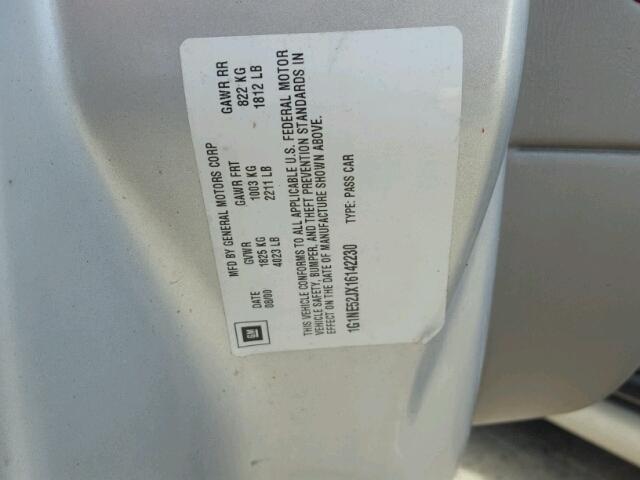 MFD BY GENERAL MOTORS CORP
DATE GVWR GAWR FRT GAWR RR
08/00 1825 KG 1003 KG 822 KG
4023 LB 2211 LB 1812 LB
GM
THIS VEHICLE CONFORMS TO ALL APPLICABLE U.S. FEDERAL MOTOR
VEHICLE SAFETY, BUMPER, AND THEFT PREVENTION STANDARDS IN
EFFECT ON THE DATE OF MANUFACTURE SHOWN ABOVE.
1G1NE52JX16142230 TYPE: PASS CAR